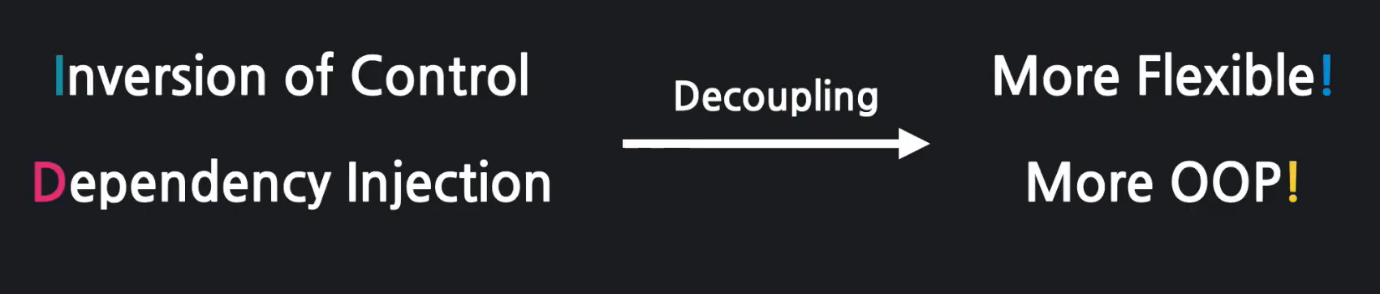 Inversion of Control
Dependency Injection
Decoupling
More Flexible!
More OOP!